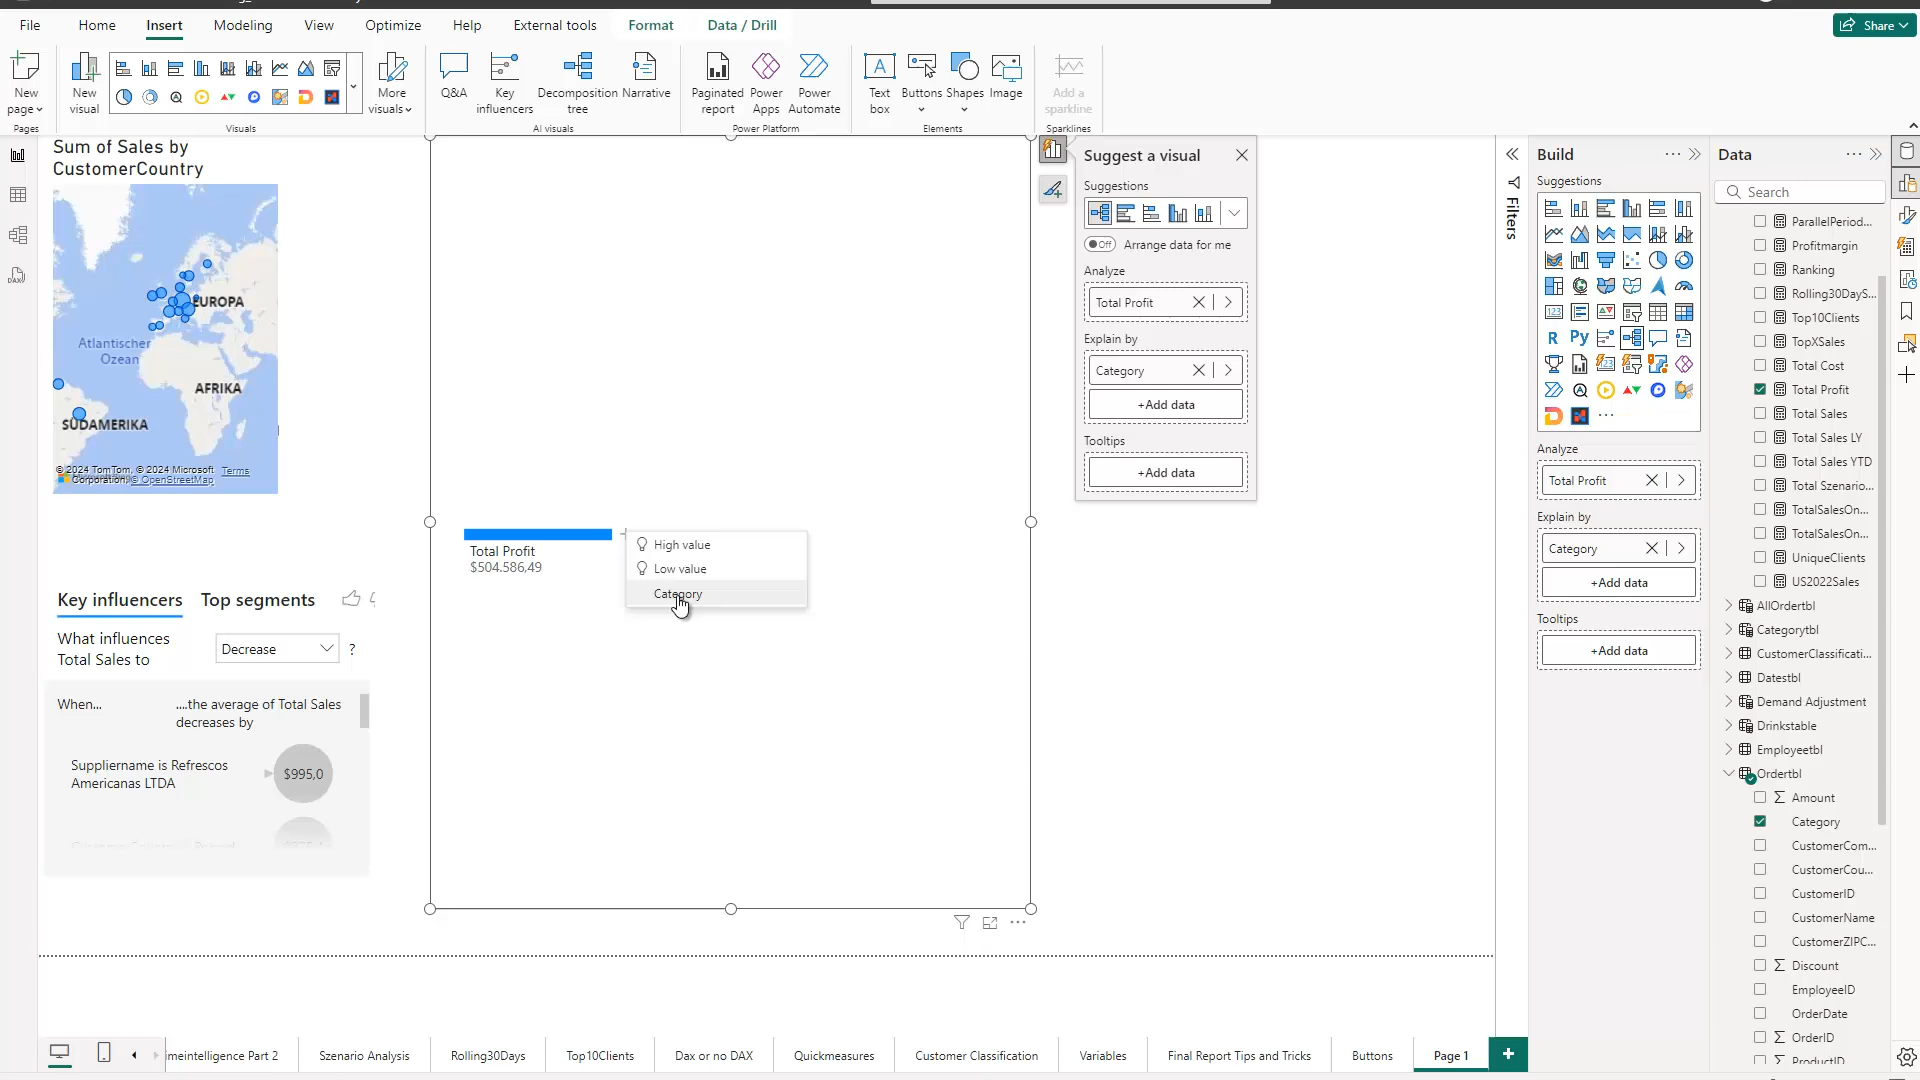 File Home Insert Modeling View Optimize Help External tools Format Data / Drill Share
New page
New visual
More visuals
Q&A
Key influencers
Decomposition tree
Narrative
Paginated report
Power Apps
Power Automate
Text box
Buttons
Shapes
Image
Add a sparkline
Pages Visuals AI visuals Power Platform Elements Sparklines
Sum of Sales by
CustomerCountry
EUROPA
Atlantischer
Ozean
AFRIKA
SÜDAMERIKA
© 2024 TomTom, © 2024 Microsoft
Corporation, © OpenStreetMap Terms
Key influencers Top segments
What influences
Total Sales to
Decrease ?
When...
....the average of Total Sales
decreases by
Suppliername is Refrescos
Americanas LTDA
$995,0
Total Profit
$504.586,49
High value
Low value
Category
Suggest a visual
Suggestions
Off Arrange data for me
Analyze
Total Profit
Explain by
Category
+Add data
Tooltips
+Add data
Filters
Build
Suggestions
R Py
Analyze
Total Profit
Explain by
Category
+Add data
Tooltips
+Add data
Data
Search
ParallelPeriod...
Profitmargin
Ranking
Rolling30DayS...
Top10Clients
TopXSales
Total Cost
Total Profit
Total Sales
Total Sales LY
Total Sales YTD
Total Szenario...
TotalSalesOn...
TotalSalesOn...
UniqueClients
US2022Sales
AllOrdertbl
Categorytbl
CustomerClassificati...
Datestbl
Demand Adjustment
Drinkstable
Employeetbl
Ordertbl
Amount
Category
CustomerCom...
CustomerCou...
CustomerID
CustomerName
CustomerZIPC...
Discount
EmployeeID
OrderDate
OrderID
ProductID
DAX
imeintelligence Part 2 Szenario Analysis Rolling30Days Top10Clients Dax or no DAX Quickmeasures Customer Classification Variables Final Report Tips and Tricks Buttons Page 1 +